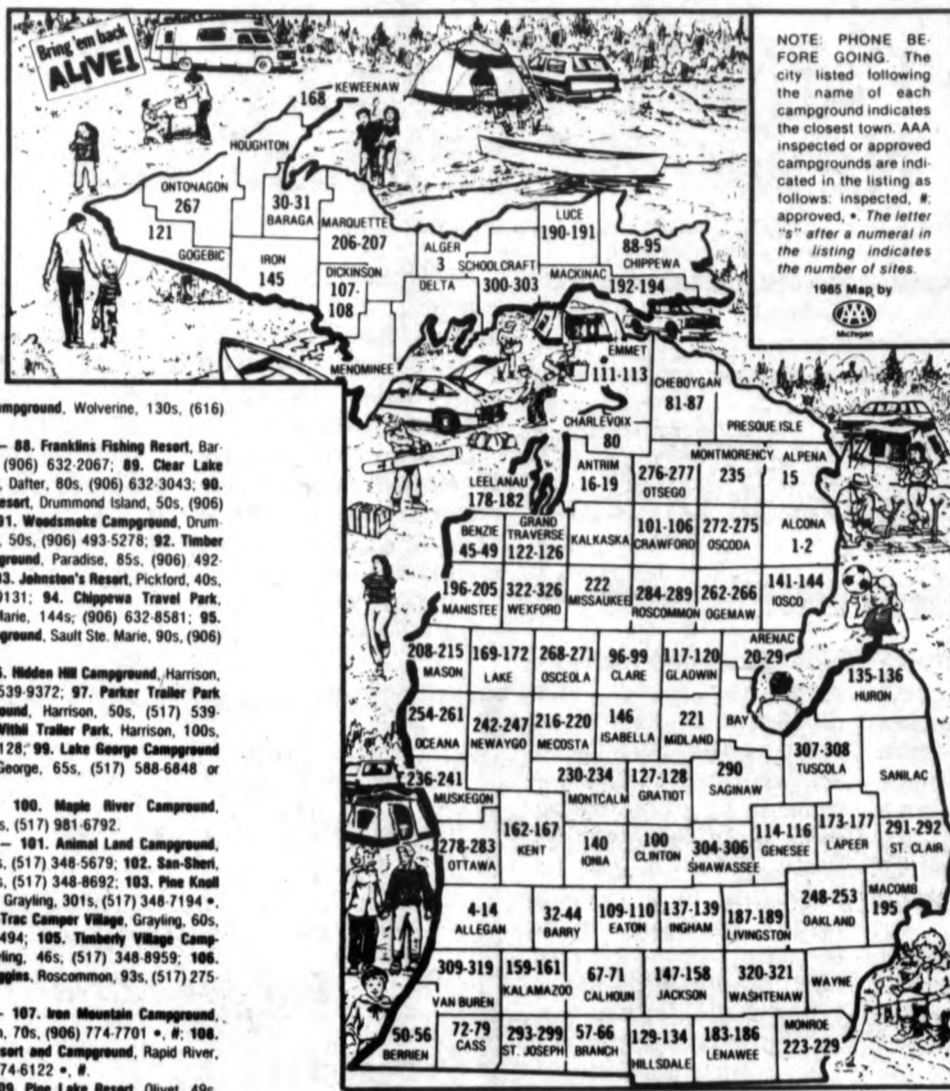 Bring 'em back
ALIVE!
NOTE: PHONE BE-
FORE GOING. The
city listed following
the name of each
campground indicates
the closest town. AAA
inspected or approved
campgrounds are indi-
cated in the listing as
follows: inspected, #;
approved, •. The letter
"s" after a numeral in
the listing indicates
the number of sites.
1985 Map by
AAA
Michigan
168
KEWEENAW
HOUGHTON
ONTONAGON
267
30-31
BARAGA
MARQUETTE
206-207
LUCE
190-191
88-95
CHIPPEWA
121
GOGEBIC
IRON
145
ALGER
3
SCHOOLCRAFT
300-303
MACKINAC
192-194
DICKINSON
107-
108
DELTA
MENOMINEE
EMMET
111-113
CHEBOYGAN
81-87
CHARLEVOIX
80
PRESQUE ISLE
LEELANAU
178-182
ANTRIM
16-19
276-277
OTSEGO
MONTMORENCY
235
ALPENA
15
BENZIE
45-49
GRAND
TRAVERSE
122-126
KALKASKA
101-106
CRAWFORD
272-275
OSCODA
ALCONA
1-2
196-205
MANISTEE
322-326
WEXFORD
222
MISSAUKEE
284-289
ROSCOMMON
262-266
OGEMAW
141-144
IOSCO
208-215
MASON
169-172
LAKE
268-271
OSCEOLA
96-99
CLARE
117-120
GLADWIN
ARENAC
20-29
135-136
HURON
254-261
OCEANA
242-247
NEWAYGO
216-220
MECOSTA
146
ISABELLA
221
MIDLAND
BAY
307-308
TUSCOLA
SANILAC
236-241
MUSKEGON
230-234
MONTCALM
127-128
GRATIOT
290
SAGINAW
162-167
KENT
278-283
OTTAWA
140
IONIA
100
CLINTON
304-306
SHIAWASSEE
114-116
GENESEE
173-177
LAPEER
291-292
ST. CLAIR
4-14
ALLEGAN
32-44
BARRY
109-110
EATON
137-139
INGHAM
187-189
LIVINGSTON
248-253
OAKLAND
MACOMB
195
309-319
VAN BUREN
159-161
KALAMAZOO
67-71
CALHOUN
147-158
JACKSON
320-321
WASHTENAW
WAYNE
50-56
BERRIEN
72-79
CASS
293-299
ST. JOSEPH
57-66
BRANCH
129-134
HILLSDALE
183-186
LENAWEE
MONROE
223-229
mpground, Wolverine, 130s, (616)
— 88. Franklins Fishing Resort, Bar-
(906) 632-2067; 89. Clear Lake
, Dafter, 80s, (906) 632-3043; 90.
esort, Drummond Island, 50s, (906)
91. Woodsmoke Campground, Drum-
, 50s, (906) 493-5278; 92. Timber
ground, Paradise, 85s, (906) 492-
93. Johnston's Resort, Pickford, 40s,
9131; 94. Chippewa Travel Park,
Marie, 144s, (906) 632-8581; 95.
pground, Sault Ste. Marie, 90s, (906)
6. Hidden Hill Campground, Harrison,
539-9372; 97. Parker Trailer Park
ound, Harrison, 50s, (517) 539-
Withii Trailer Park, Harrison, 100s,
128; 99. Lake George Campground
George, 65s, (517) 588-6848 or
100. Maple River Campround,
s, (517) 981-6792.
— 101. Animal Land Campground,
s, (517) 348-5679; 102. San-Sheri,
s, (517) 348-8692; 103. Pine Knoll
Grayling, 301s, (517) 348-7194 •,
-Trac Camper Village, Grayling, 60s,
494; 105. Timberly Village Camp-
yling, 46s, (517) 348-8959; 106.
ggins, Roscommon, 93s, (517) 275-
— 107. Iron Mountain Campground,
n, 70s, (906) 774-7701 •, #; 108.
sort and Campground, Rapid River,
74-6122 •, #.
09. Pine Lake Resort, Olivet, 49s,